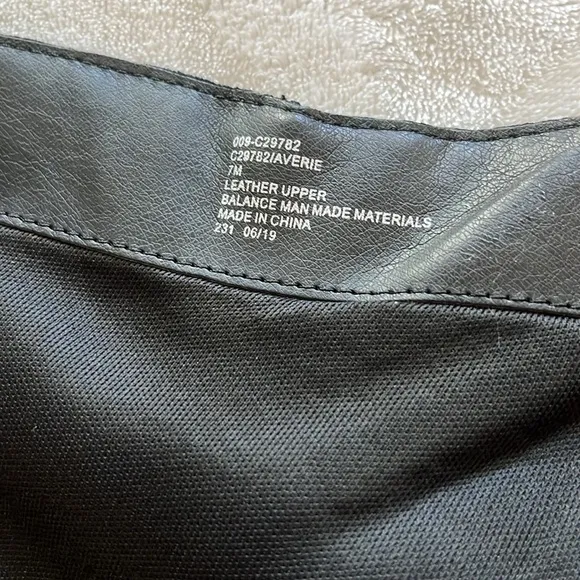 009-C29782
C29782/AVERIE
7M
LEATHER UPPER
BALANCE MAN MADE MATERIALS
MADE IN CHINA
231 06/19